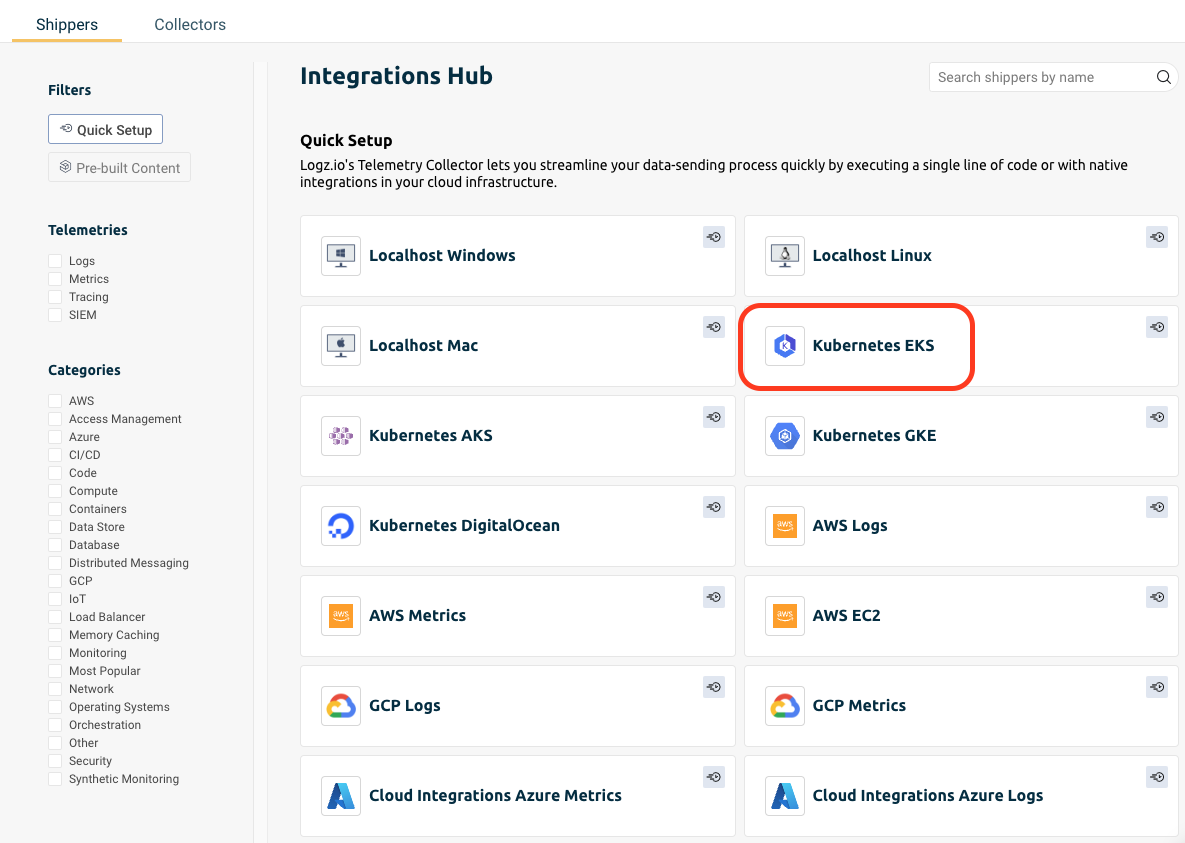 Shippers
Collectors
Filters
Quick Setup
Pre-built Content
Telemetries
Logs
Metrics
Tracing
SIEM
Categories
AWS
Access Management
Azure
CI/CD
Code
Compute
Containers
Data Store
Database
Distributed Messaging
GCP
IoT
Load Balancer
Memory Caching
Monitoring
Most Popular
Network
Operating Systems
Orchestration
Other
Security
Synthetic Monitoring
Integrations Hub
Search shippers by name
Quick Setup
Logz.io's Telemetry Collector lets you streamline your data-sending process quickly by executing a single line of code or with native
integrations in your cloud infrastructure.
Localhost Windows
Localhost Linux
Localhost Mac
K
Kubernetes EKS
Kubernetes AKS
Kubernetes GKE
Kubernetes DigitalOcean
aws
AWS Logs
aws
AWS Metrics
aws
AWS EC2
GCP Logs
GCP Metrics
Cloud Integrations Azure Metrics
Cloud Integrations Azure Logs